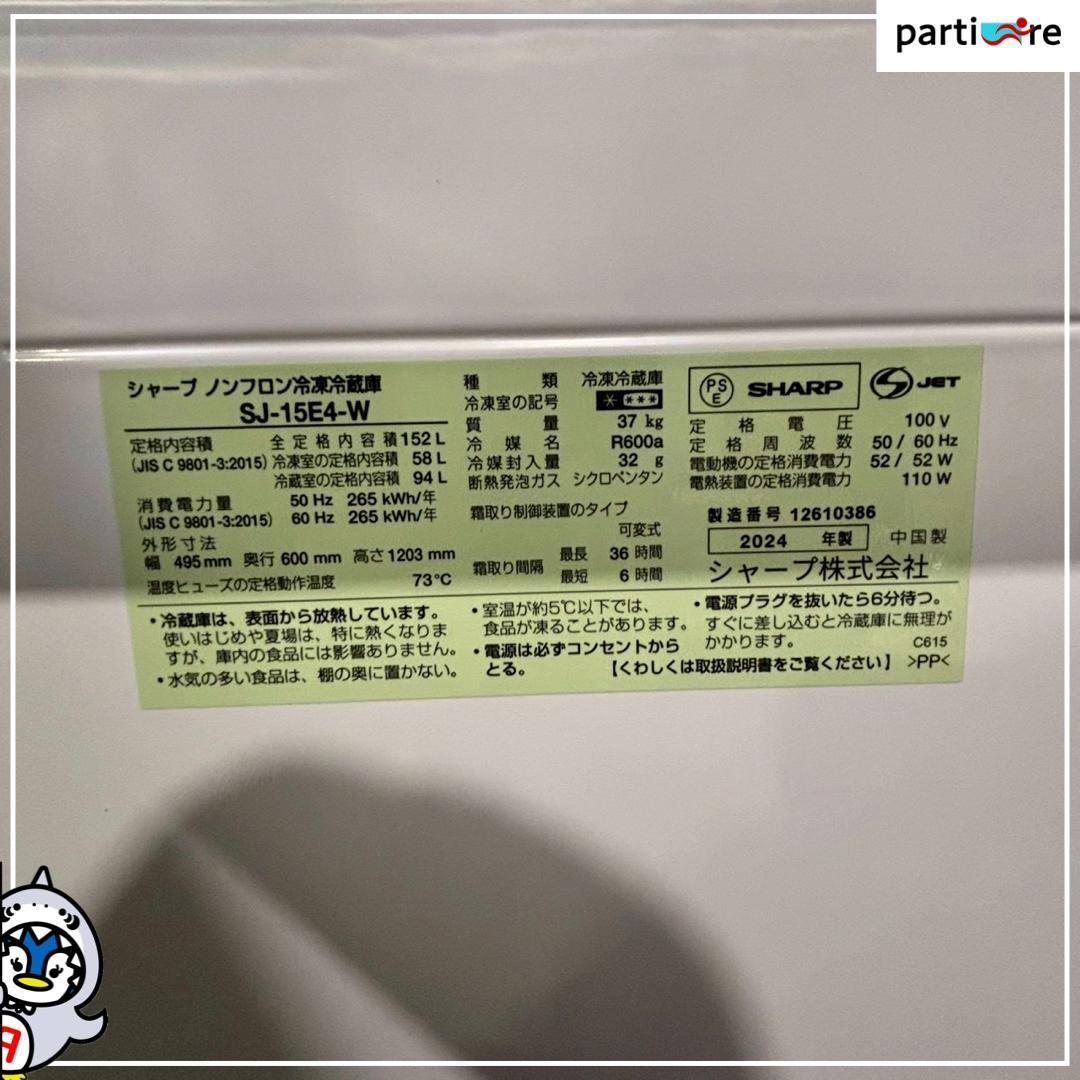 partire
シャープ ノンフロン冷凍冷蔵庫
SJ-15E4-W
定格内容積 全定格内容積 152 L
(JIS C 9801-3:2015) 冷凍室の定格内容積 58 L
冷蔵室の定格内容積 94 L
消費電力量 50 Hz 265 kWh/年
(JIS C 9801-3:2015) 60 Hz 265 kWh/年
外形寸法
幅 495 mm 奥行 600 mm 高さ 1203 mm
温度ヒューズの定格動作温度 73℃
種類 冷凍冷蔵庫
冷凍室の記号 ＊＊＊＊
質量 37 kg
冷媒名 R600a
冷媒封入量 32 g
断熱発泡ガス シクロペンタン
霜取り制御装置のタイプ
可変式
霜取り間隔 最長 36 時間
最短 6 時間
PSE SHARP JET
定格電圧 100 V
定格周波数 50 / 60 Hz
電動機の定格消費電力 52 / 52 W
電熱装置の定格消費電力 110 W
製造番号 12610386
2024 年製 中国製
シャープ株式会社
・冷蔵庫は、表面から放熱しています。
使いはじめや夏場は、特に熱くなりま
すが、庫内の食品には影響ありません。
・水気の多い食品は、棚の奥に置かない。
・室温が約5℃以下では、
食品が凍ることがあります。
・電源は必ずコンセントから
とる。
・電源プラグを抜いたら6分待つ。
すぐに差し込むと冷蔵庫に無理が
かかります。 C615
【くわしくは取扱説明書をご覧ください】 >PP<